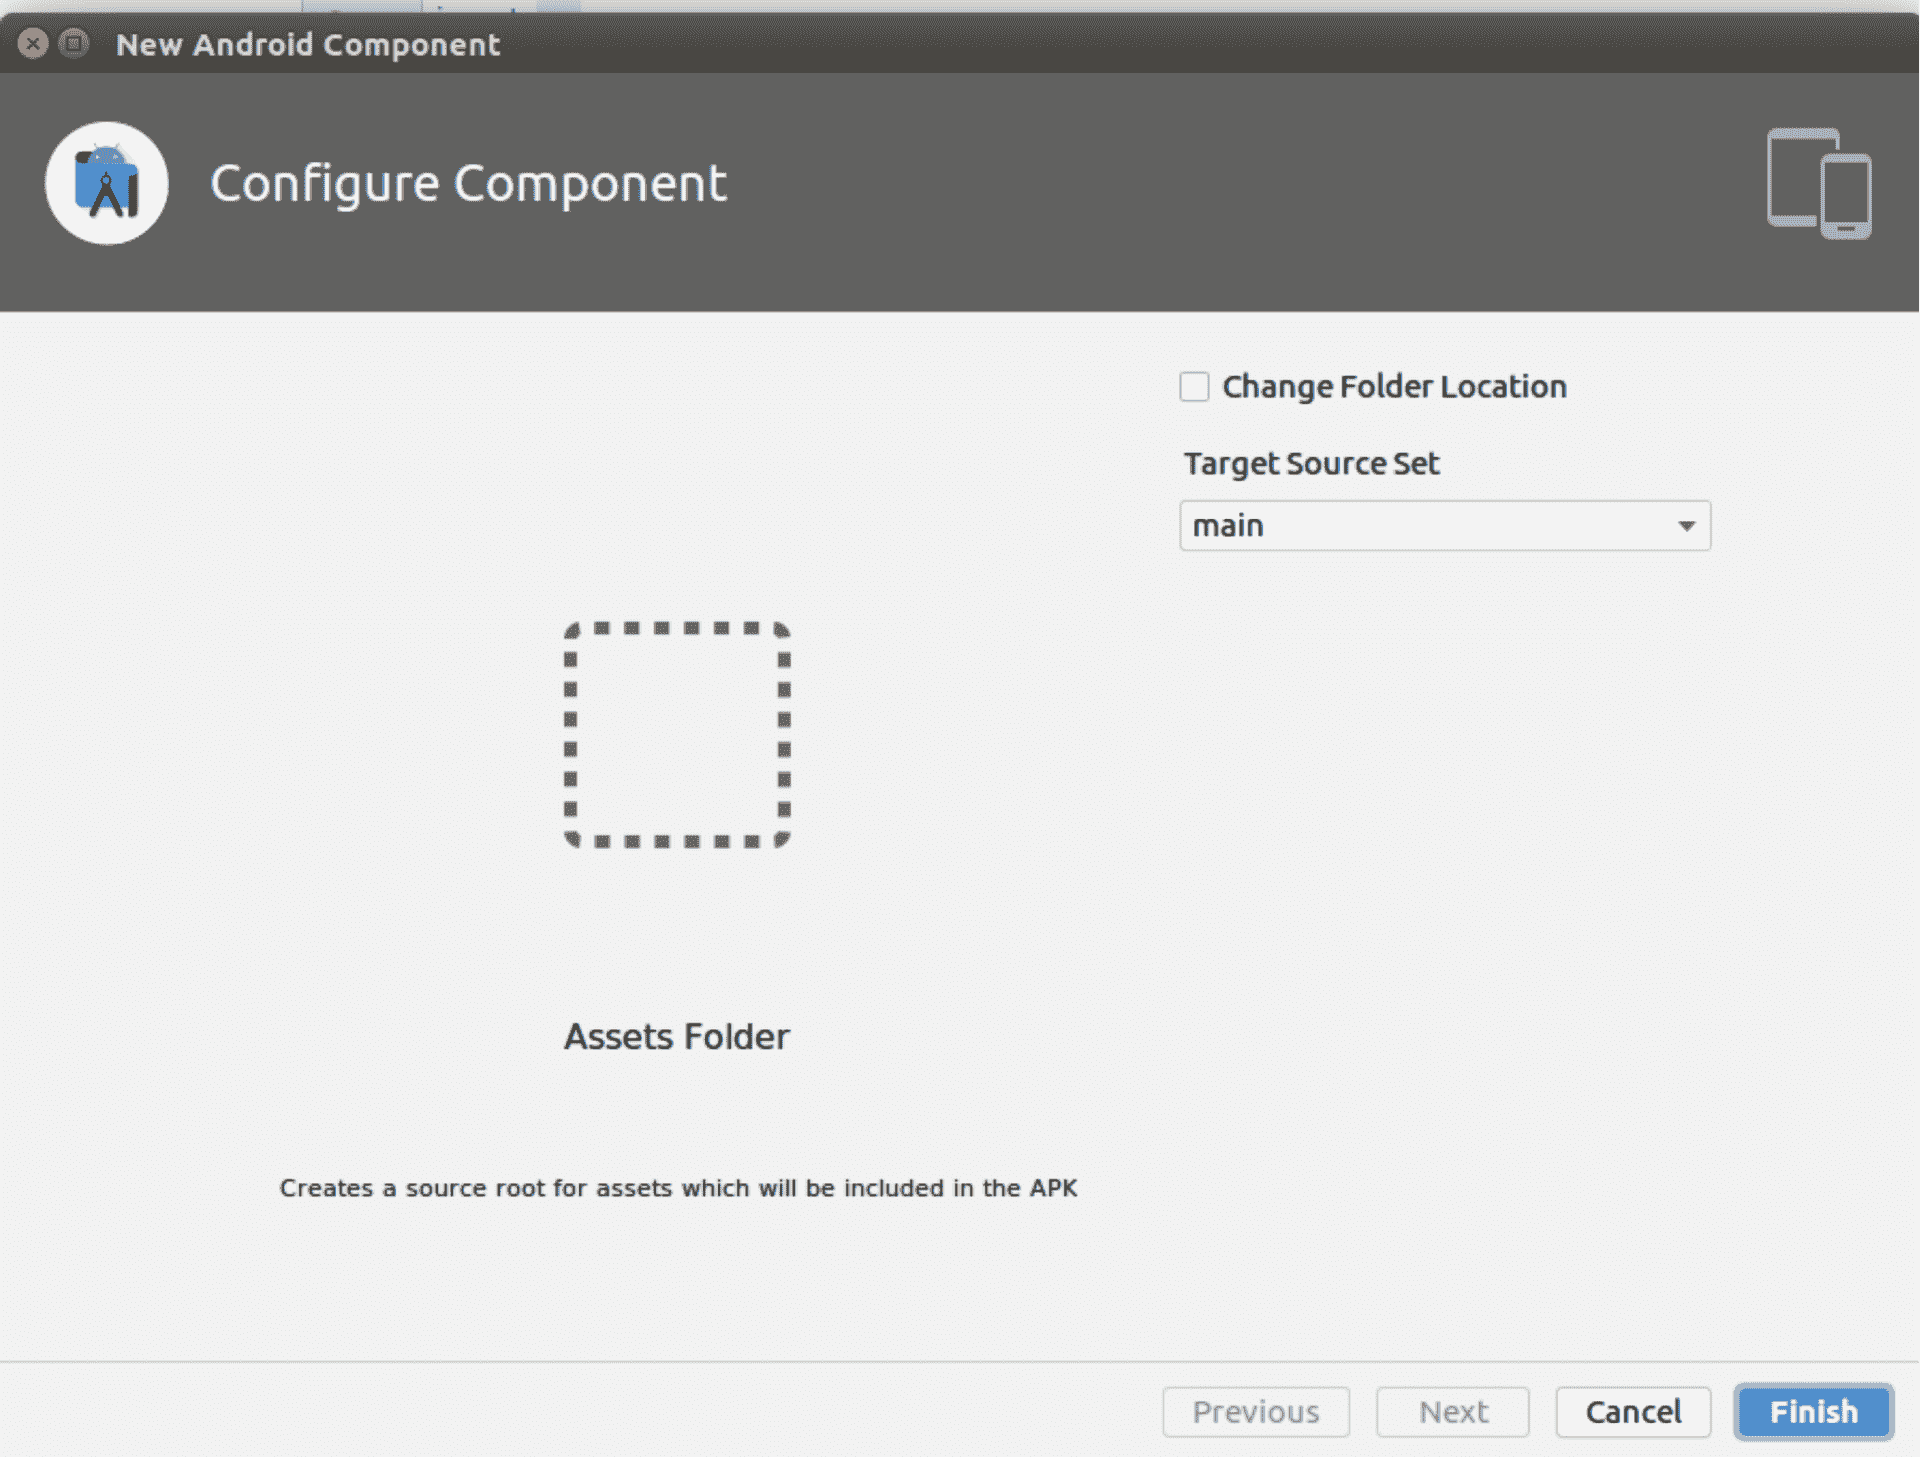 New Android Component
Configure Component
Change Folder Location
Target Source Set
main
Assets Folder
Creates a source root for assets which will be included in the APK
Previous
Next
Cancel
Finish